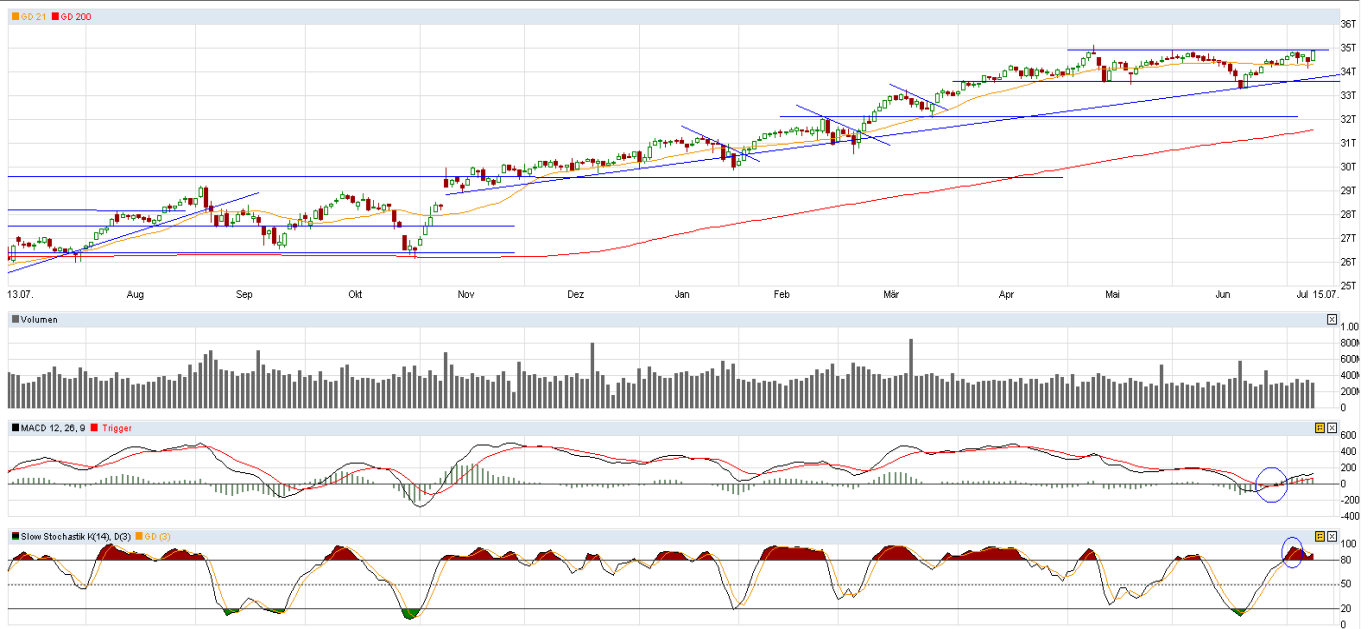 GD 21 GD 200
36T
35T
34T
33T
32T
31T
30T
29T
28T
27T
26T
25T
13.07. Aug Sep Okt Nov Dez Jan Feb Mär Apr Mai Jun Jul 15.07.
Volumen
1.00
800M
600M
400M
200M
0
MACD 12, 26, 9 Trigger
600
400
200
0
-200
-400
Slow Stochastik K(14), D(3) GD (3)
100
80
50
20
0